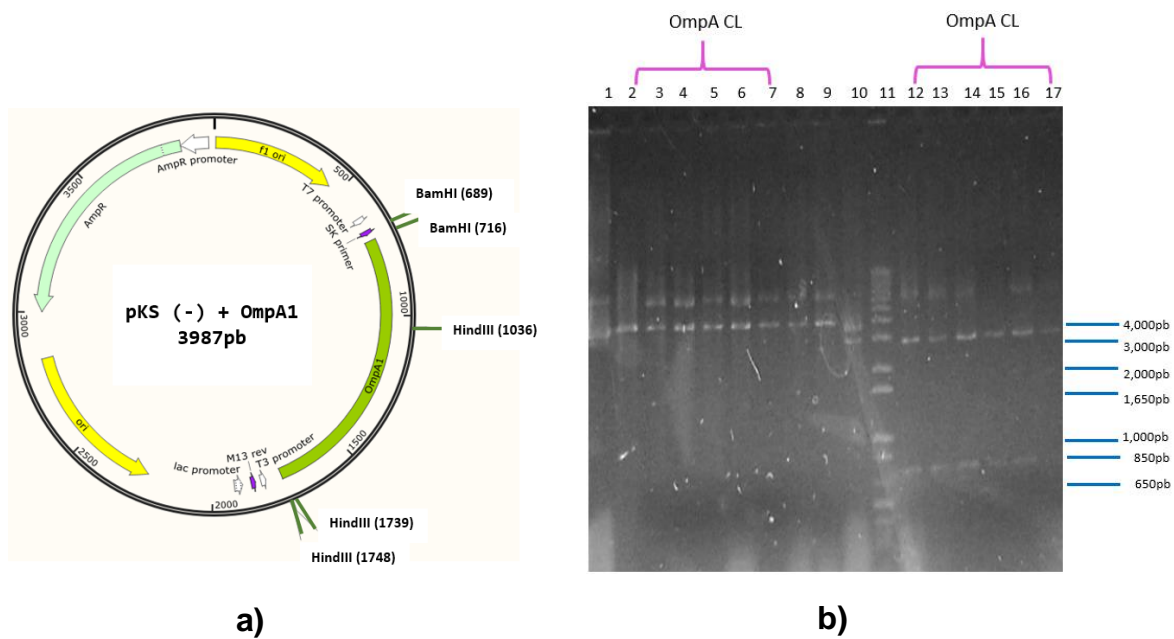 OmpA CL
OmpA CL
1 2 3 4 5 6 7 8 9 10 11 12 13 14 15 16 17
AmpR promoter
f1 ori
500
3500
AmpR
T7 promoter
BamHI (689)
BamHI (716)
SK primer
pKS (-) + OmpA1
3987pb
3000
1000
HindIII (1036)
OmpA1
ori
2500
lac promoter
M13 rev
T3 promoter
1500
2000
HindIII (1739)
HindIII (1748)
4,000pb
3,000pb
2,000pb
1,650pb
1,000pb
850pb
650pb
a)
b)